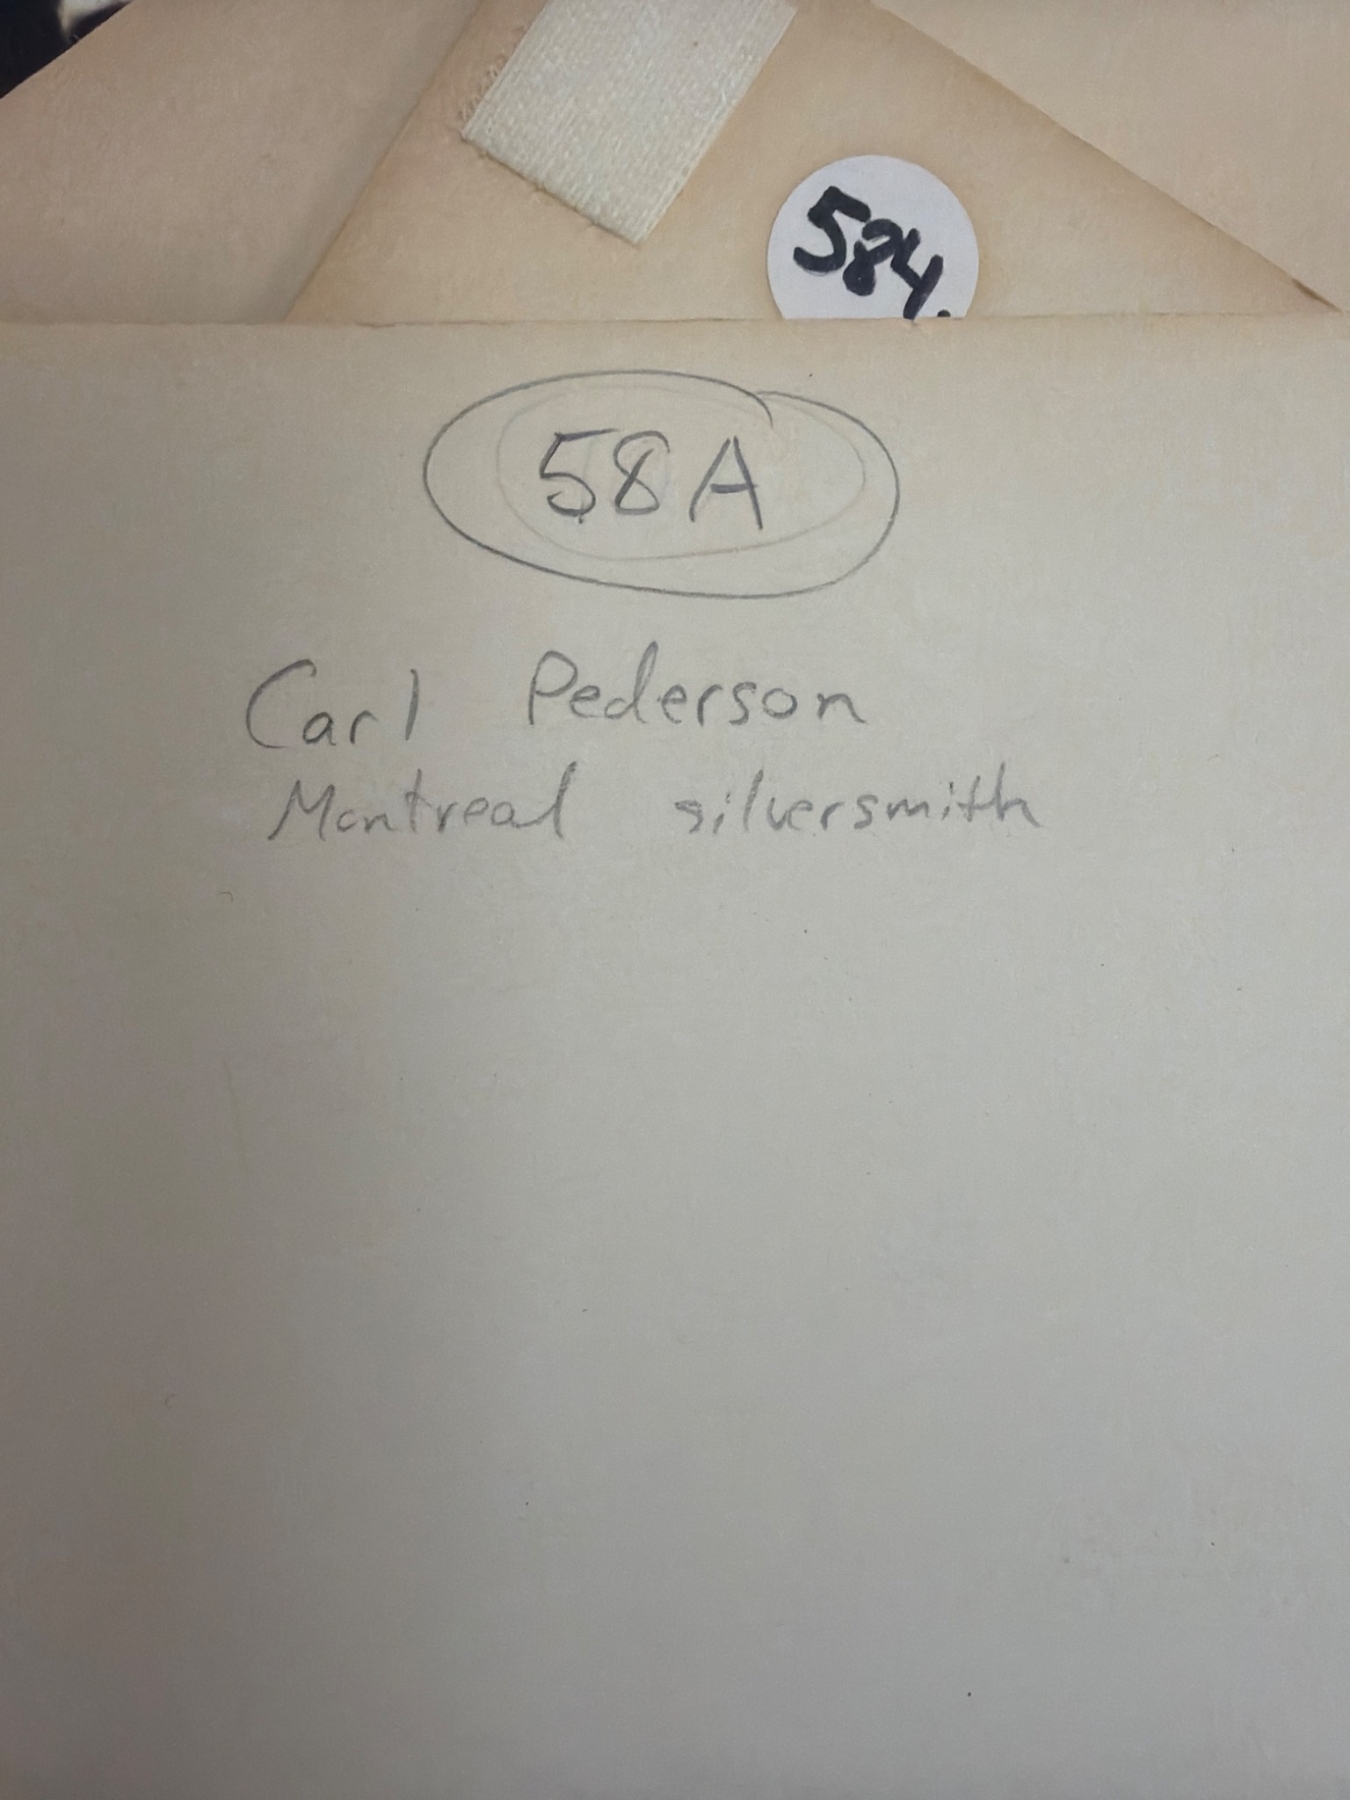 584.
58A
Carl Pederson
Montreal silversmith